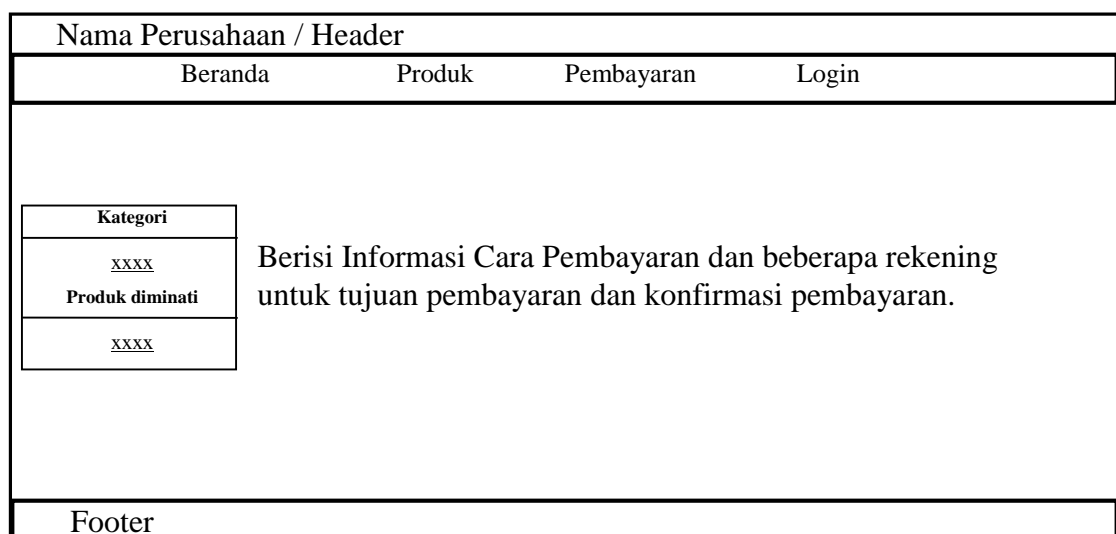 Nama Perusahaan / Header
Beranda Produk Pembayaran Login
Kategori
xxxx
Produk diminati
xxxx
Berisi Informasi Cara Pembayaran dan beberapa rekening
untuk tujuan pembayaran dan konfirmasi pembayaran.
Footer